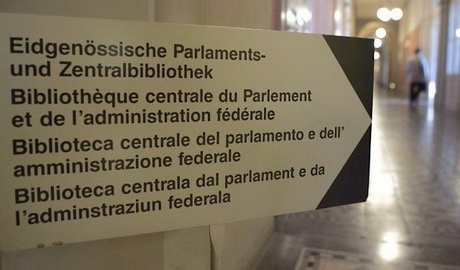 Eidgenössische Parlaments-
und Zentralbibliothek
Bibliothèque centrale du Parlement
et de l'administration fédérale
Biblioteca centrale del parlamento e dell'
amministrazione federale
Biblioteca centrala dal parlament e da
l'adminstraziun federala